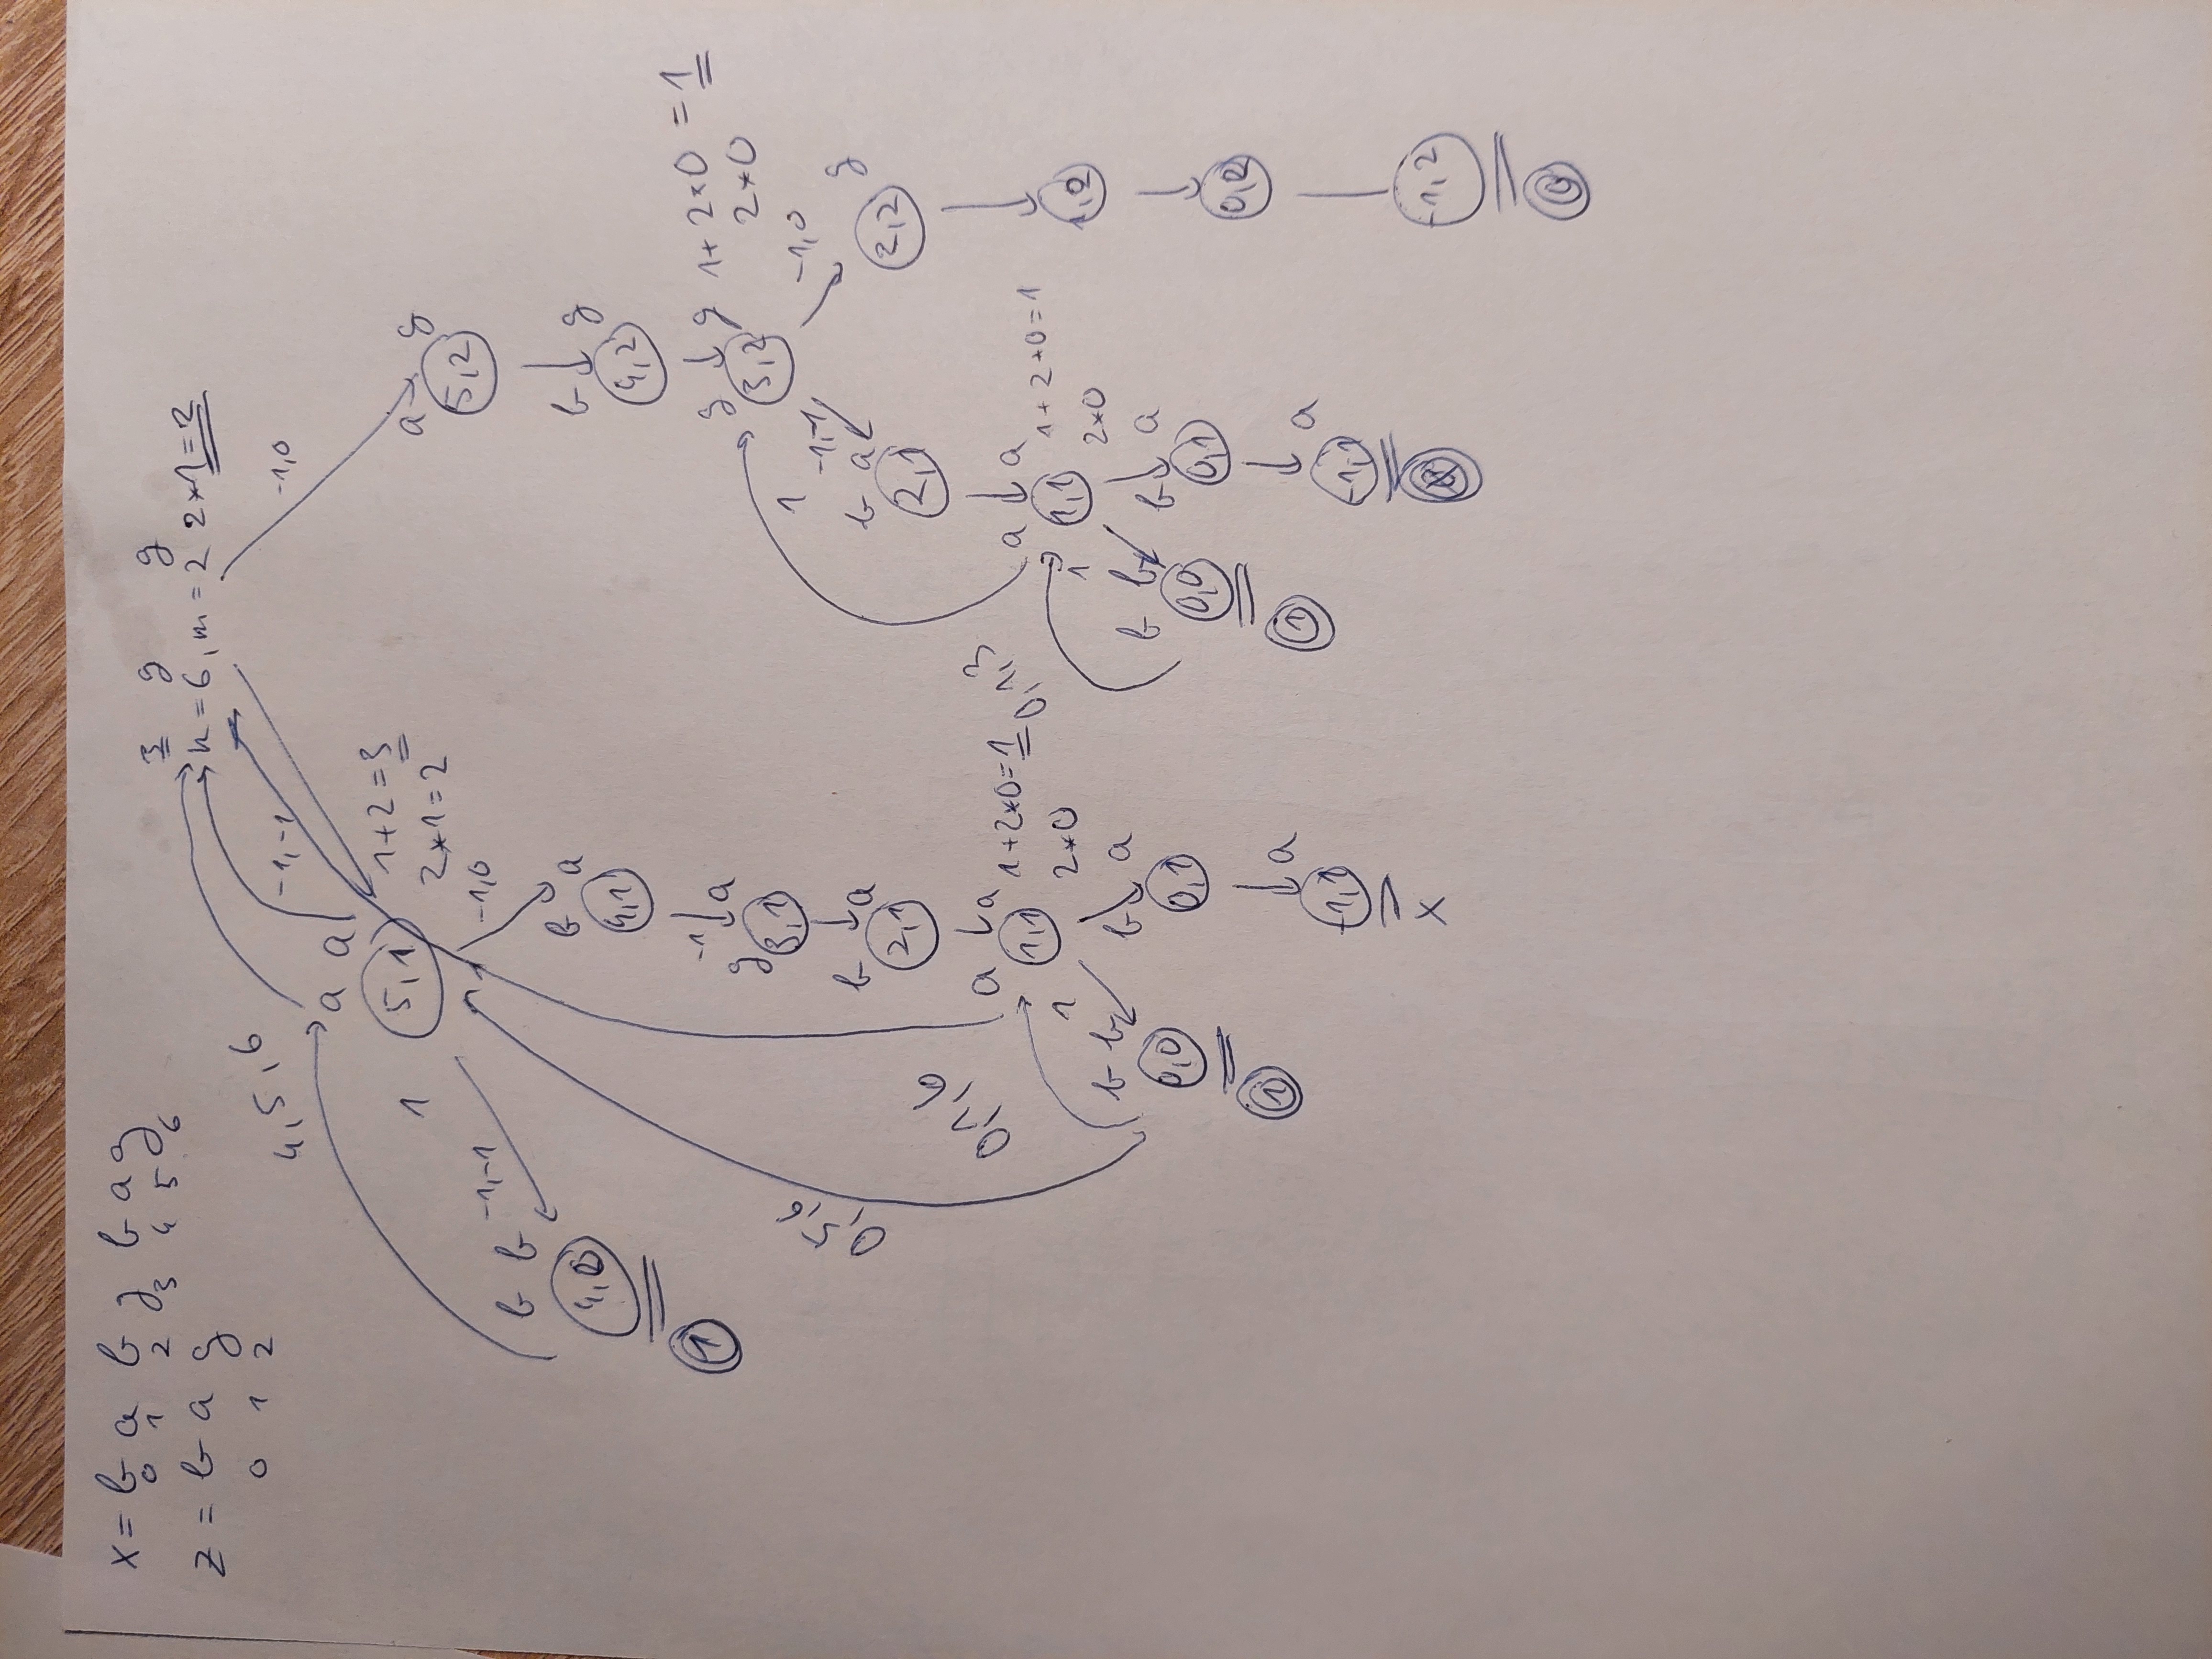 x = b a b g b a g
0 1 2 3 4 5 6
z = b a g
0 1 2
3 g g
n = 6, m = 2 2*1=2
4,5,6
-1,-1
-1,0
a a
5,1
1
1+2=3
2*1=2
a g
5,2
-1,-1
-1,0
b b
4,0
1
b a
4,1
b g
4,2
-1
g a
3,1
g g
3,2
1+2*0=1
2*0
0,5,6
1
-1,-1
-1,0
b a
2,1
b a
2,1
g
2,2
0,1,6
a a
1,1
1+2*0=1
2*0
0,1,3
a a
1,1
1+2*0=1
2*0
1,2
1
b b
0,0
1
b a
0,1
1
b b
0,0
1
b a
0,1
0,2
a
-1,1
x
a
-1,1
-1,2
0